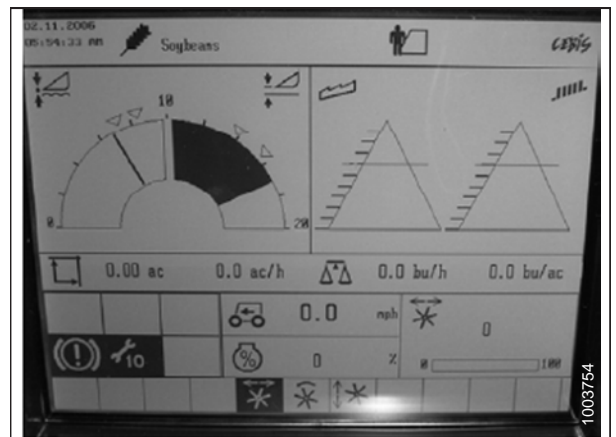 02.11.2006
05:54:33 AM
Soybeans
CEBIS
10
0
20
0.00 ac
0.0 ac/h
0.0 bu/h
0.0 bu/ac
0.0 mph
0
10
0 %
0
100
1003754